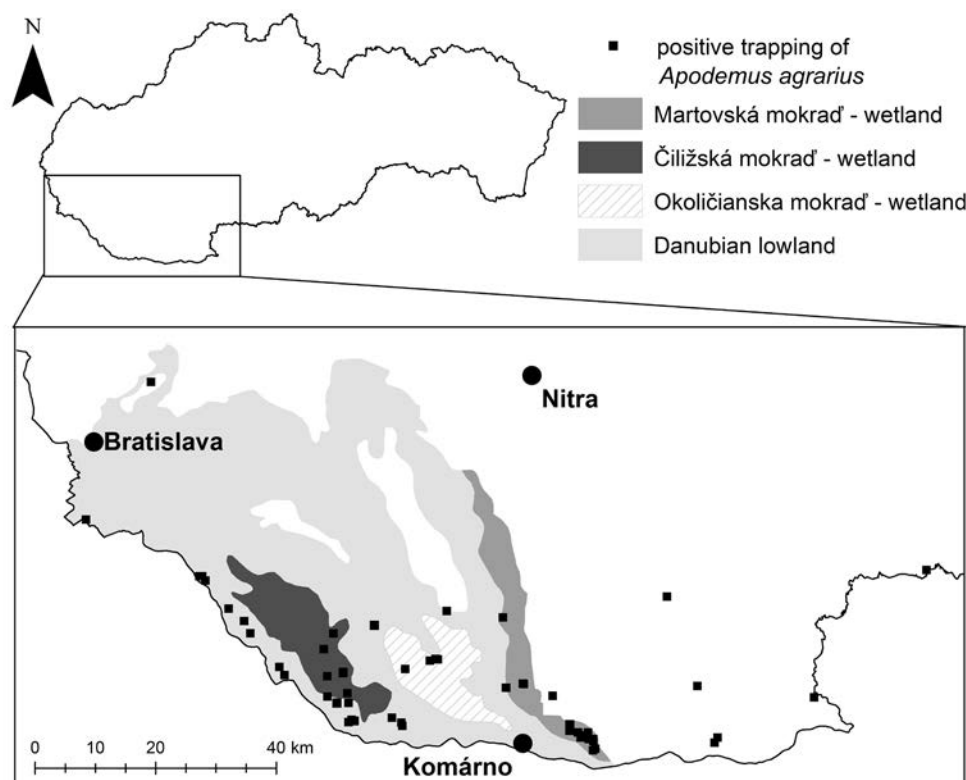 N
positive trapping of
Apodemus agrarius
Martovská mokraď - wetland
Čiližská mokraď - wetland
Okoličianska mokraď - wetland
Danubian lowland
Nitra
Bratislava
0 10 20 40 km
Komárno